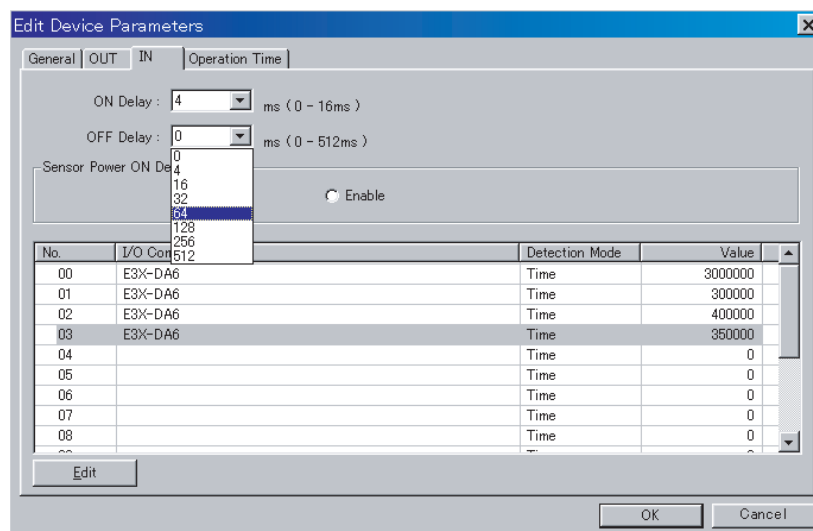 Edit Device Parameters
General OUT IN Operation Time
ON Delay : 4 ms ( 0 - 16ms )
OFF Delay : 0 ms ( 0 - 512ms )
0
4
16
32
64
128
256
512
Sensor Power ON De
Enable
No. I/O Con Detection Mode Value
00 E3X-DA6 Time 3000000
01 E3X-DA6 Time 300000
02 E3X-DA6 Time 400000
03 E3X-DA6 Time 350000
04 Time 0
05 Time 0
06 Time 0
07 Time 0
08 Time 0
Edit
OK Cancel